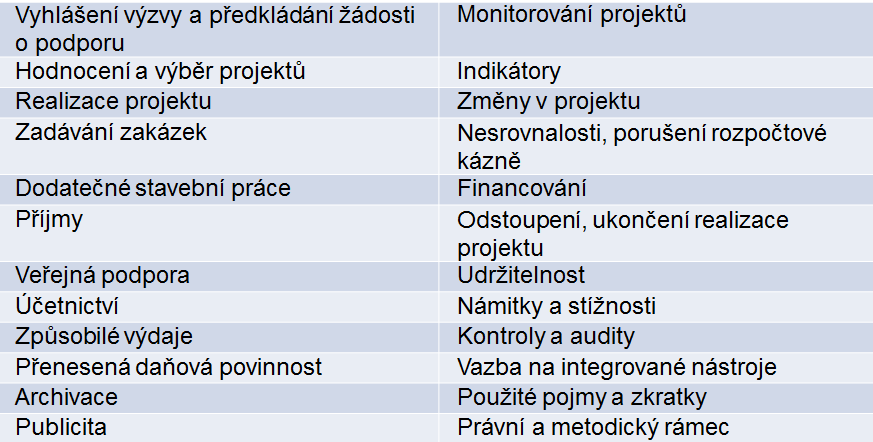 Vyhlášení výzvy a předkládání žádosti
o podporu
Monitorování projektů
Hodnocení a výběr projektů
Indikátory
Realizace projektu
Změny v projektu
Zadávání zakázek
Nesrovnalosti, porušení rozpočtové
kázně
Dodatečné stavební práce
Financování
Příjmy
Odstoupení, ukončení realizace
projektu
Veřejná podpora
Udržitelnost
Účetnictví
Námitky a stížnosti
Způsobilé výdaje
Kontroly a audity
Přenesená daňová povinnost
Vazba na integrované nástroje
Archivace
Použité pojmy a zkratky
Publicita
Právní a metodický rámec